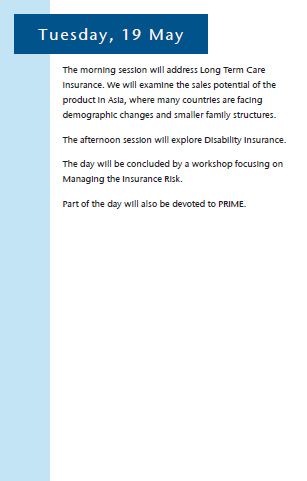 Tuesday, 19 May
The morning session will address Long Term Care
Insurance. We will examine the sales potential of the
product in Asia, where many countries are facing
demographic changes and smaller family structures.
The afternoon session will explore Disability Insurance.
The day will be concluded by a workshop focusing on
Managing the Insurance Risk.
Part of the day will also be devoted to PRIME.